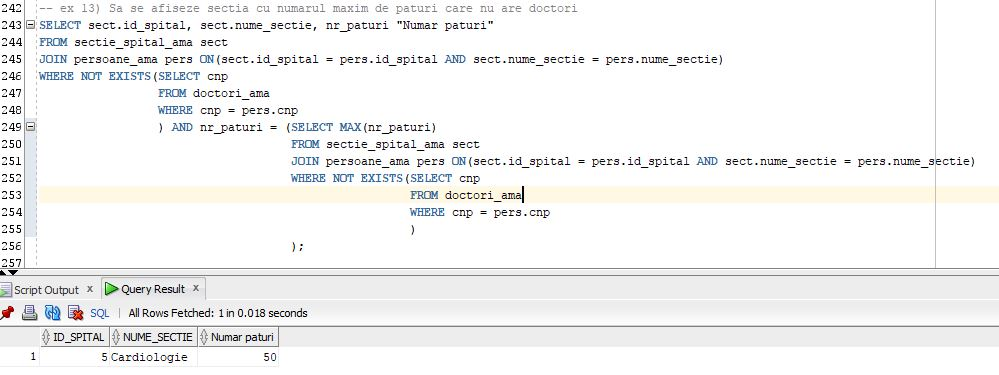 242 -- ex 13) Sa se afiseze sectia cu numarul maxim de paturi care nu are doctori
243 SELECT sect.id_spital, sect.nume_sectie, nr_paturi "Numar paturi"
244 FROM sectie_spital_ama sect
245 JOIN persoane_ama pers ON(sect.id_spital = pers.id_spital AND sect.nume_sectie = pers.nume_sectie)
246 WHERE NOT EXISTS(SELECT cnp
247 FROM doctori_ama
248 WHERE cnp = pers.cnp
249 ) AND nr_paturi = (SELECT MAX(nr_paturi)
250 FROM sectie_spital_ama sect
251 JOIN persoane_ama pers ON(sect.id_spital = pers.id_spital AND sect.nume_sectie = pers.nume_sectie)
252 WHERE NOT EXISTS(SELECT cnp
253 FROM doctori_ama
254 WHERE cnp = pers.cnp
255 )
256 );
257
Script Output x Query Result x
SQL | All Rows Fetched: 1 in 0.018 seconds
ID_SPITAL NUME_SECTIE Numar paturi
1 5 Cardiologie 50